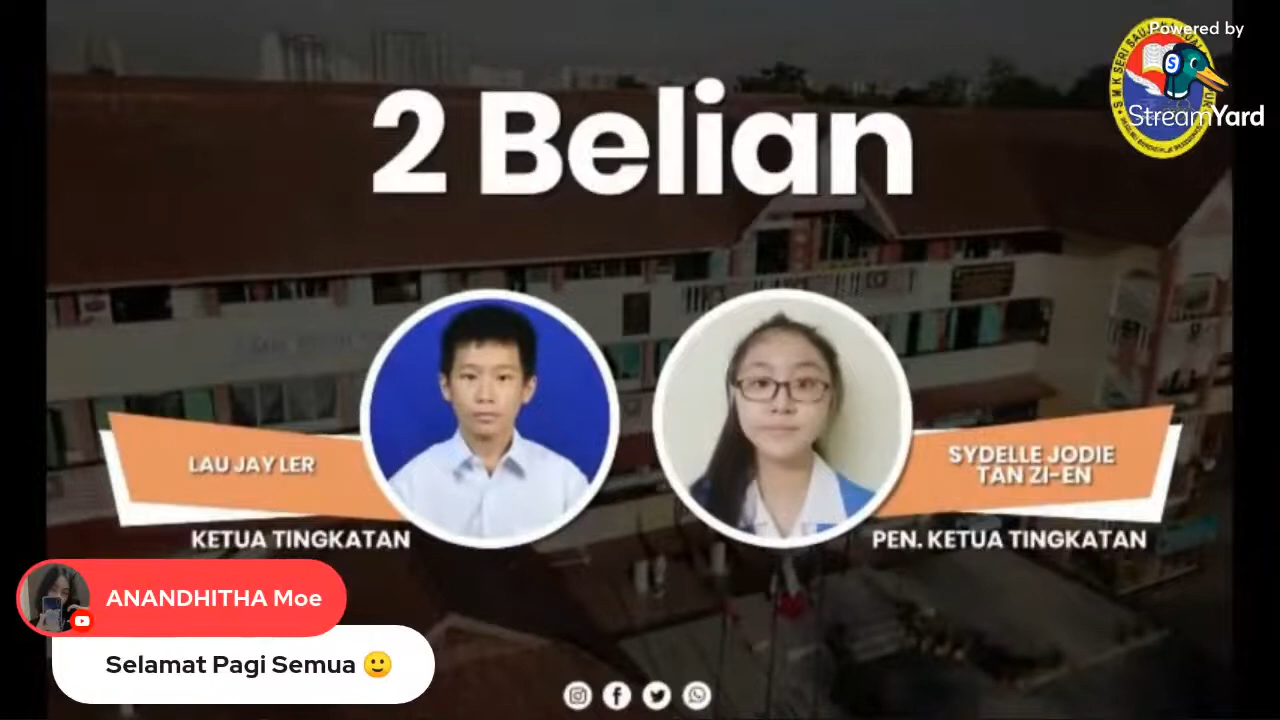 Powered by
StreamYard
2 Belian
LAU JAY LER
SYDELLE JODIE
TAN ZI-EN
KETUA TINGKATAN
PEN. KETUA TINGKATAN
ANANDHITHA Moe
Selamat Pagi Semua 🙂